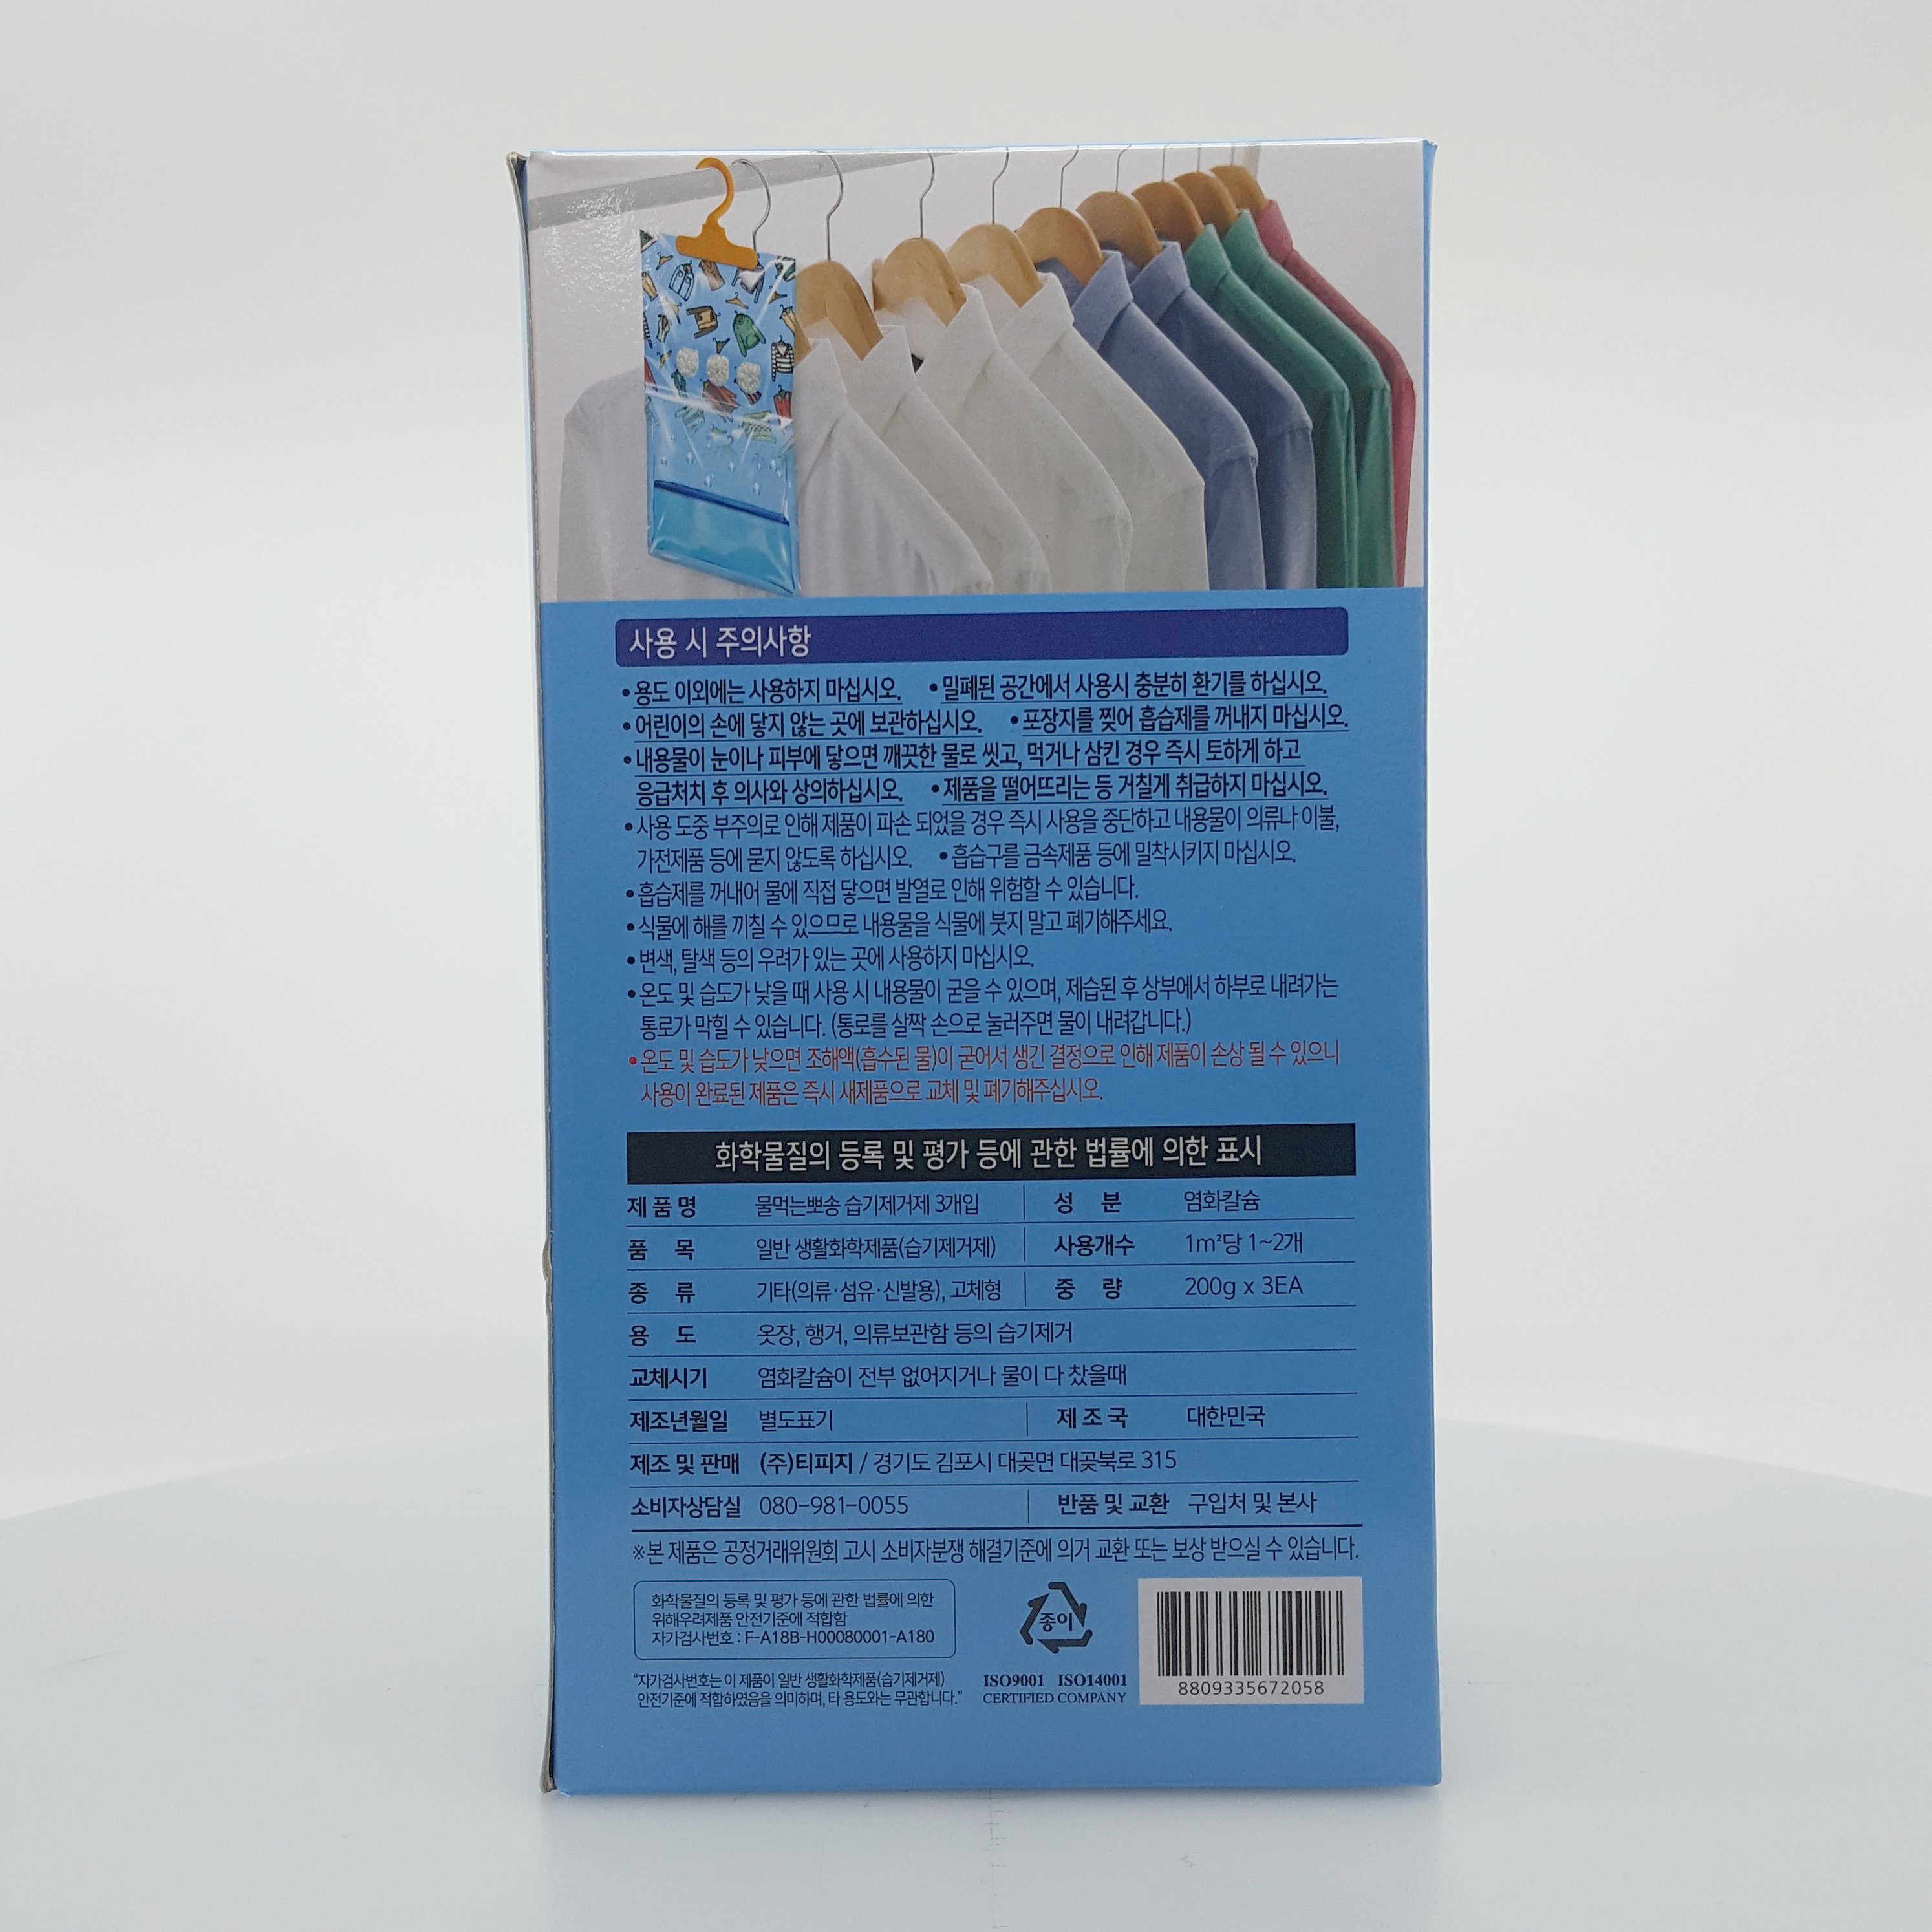 사용 시 주의사항
•용도 이외에는 사용하지 마십시오. •밀폐된 공간에서 사용시 충분히 환기를 하십시오.
•어린이의 손에 닿지 않는 곳에 보관하십시오. •포장지를 찢어 흡습제를 꺼내지 마십시오.
•내용물이 눈이나 피부에 닿으면 깨끗한 물로 씻고, 먹거나 삼킨 경우 즉시 토하게 하고
응급처치 후 의사와 상의하십시오. •제품을 떨어뜨리는 등 거칠게 취급하지 마십시오.
•사용 도중 부주의로 인해 제품이 파손 되었을 경우 즉시 사용을 중단하고 내용물이 의류나 이불,
가전제품 등에 묻지 않도록 하십시오. •흡습구를 금속제품 등에 밀착시키지 마십시오.
•흡습제를 꺼내어 물에 직접 닿으면 발열로 인해 위험할 수 있습니다.
•식물에 해를 끼칠 수 있으므로 내용물을 식물에 붓지 말고 폐기해주세요.
•변색, 탈색 등의 우려가 있는 곳에 사용하지 마십시오.
•온도 및 습도가 낮을 때 사용 시 내용물이 굳을 수 있으며, 제습된 후 상부에서 하부로 내려가는
통로가 막힐 수 있습니다. (통로를 살짝 손으로 눌러주면 물이 내려갑니다.)
•온도 및 습도가 낮으면 조해액(흡수된 물)이 굳어서 생긴 결정으로 인해 제품이 손상 될 수 있으니
사용이 완료된 제품은 즉시 새제품으로 교체 및 폐기해주십시오.
화학물질의 등록 및 평가 등에 관한 법률에 의한 표시
제품명 물먹는뽀송 습기제거제 3개입 성분 염화칼슘
품목 일반 생활화학제품(습기제거제) 사용개수 1m²당 1~2개
종류 기타(의류·섬유·신발용), 고체형 중량 200g x 3EA
용도 옷장, 행거, 의류보관함 등의 습기제거
교체시기 염화칼슘이 전부 없어지거나 물이 다 찼을때
제조년월일 별도표기 제조국 대한민국
제조 및 판매 (주)티피지 / 경기도 김포시 대곶면 대곶북로 315
소비자상담실 080-981-0055 반품 및 교환 구입처 및 본사
※본 제품은 공정거래위원회 고시 소비자분쟁 해결기준에 의거 교환 또는 보상 받으실 수 있습니다.
화학물질의 등록 및 평가 등에 관한 법률에 의한
위해우려제품 안전기준에 적합함
자가검사번호 : F-A18B-H00080001-A180
"자가검사번호는 이 제품이 일반 생활화학제품(습기제거제)
안전기준에 적합하였음을 의미하며, 타 용도와는 무관합니다."
종이
ISO9001 ISO14001
CERTIFIED COMPANY
8809335672058